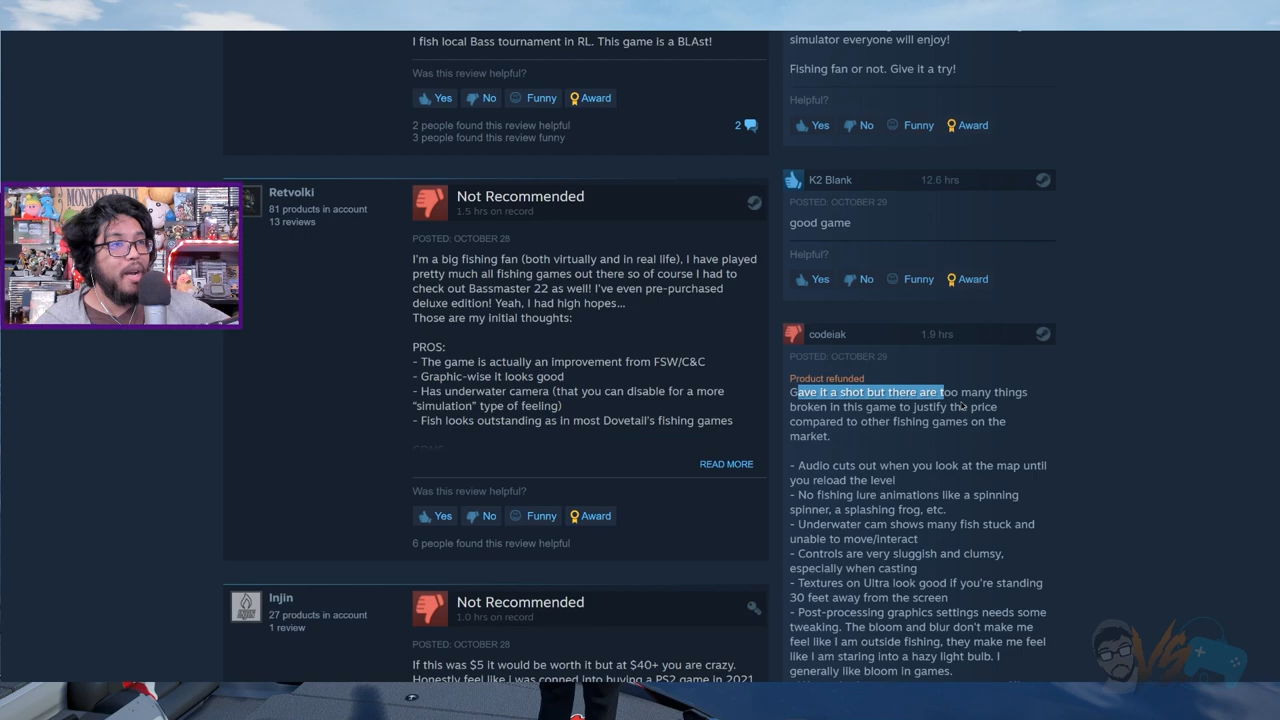 I fish local Bass tournament in RL. This game is a BLAst!
Was this review helpful?
Yes No Funny Award
2 people found this review helpful
3 people found this review funny
2
Retvolki
81 products in account
13 reviews
Not Recommended
1.5 hrs on record
POSTED: OCTOBER 28
I'm a big fishing fan (both virtually and in real life), I have played
pretty much all fishing games out there so of course I had to
check out Bassmaster 22 as well! I've even pre-purchased
deluxe edition! Yeah, I had high hopes...
Those are my initial thoughts:
PROS:
- The game is actually an improvement from FSW/C&C
- Graphic-wise it looks good
- Has underwater camera (that you can disable for a more
“simulation” type of feeling)
- Fish looks outstanding as in most Dovetail's fishing games
READ MORE
Was this review helpful?
Yes No Funny Award
6 people found this review helpful
Injin
27 products in account
1 review
Not Recommended
1.0 hrs on record
POSTED: OCTOBER 28
If this was $5 it would be worth it but at $40+ you are crazy.
Honestly feel like I was conned into buying a PS2 game in 2021
simulator everyone will enjoy!
Fishing fan or not. Give it a try!
Helpful?
Yes No Funny Award
K2 Blank 12.6 hrs
POSTED: OCTOBER 29
good game
Helpful?
Yes No Funny Award
codeiak 1.9 hrs
POSTED: OCTOBER 29
Product refunded
Gave it a shot but there are too many things
broken in this game to justify the price
compared to other fishing games on the
market.
- Audio cuts out when you look at the map until
you reload the level
- No fishing lure animations like a spinning
spinner, a splashing frog, etc.
- Underwater cam shows many fish stuck and
unable to move/interact
- Controls are very sluggish and clumsy,
especially when casting
- Textures on Ultra look good if you're standing
30 feet away from the screen
- Post-processing graphics settings needs some
tweaking. The bloom and blur don't make me
feel like I am outside fishing, they make me feel
like I am staring into a hazy light bulb. I
generally like bloom in games.
VS